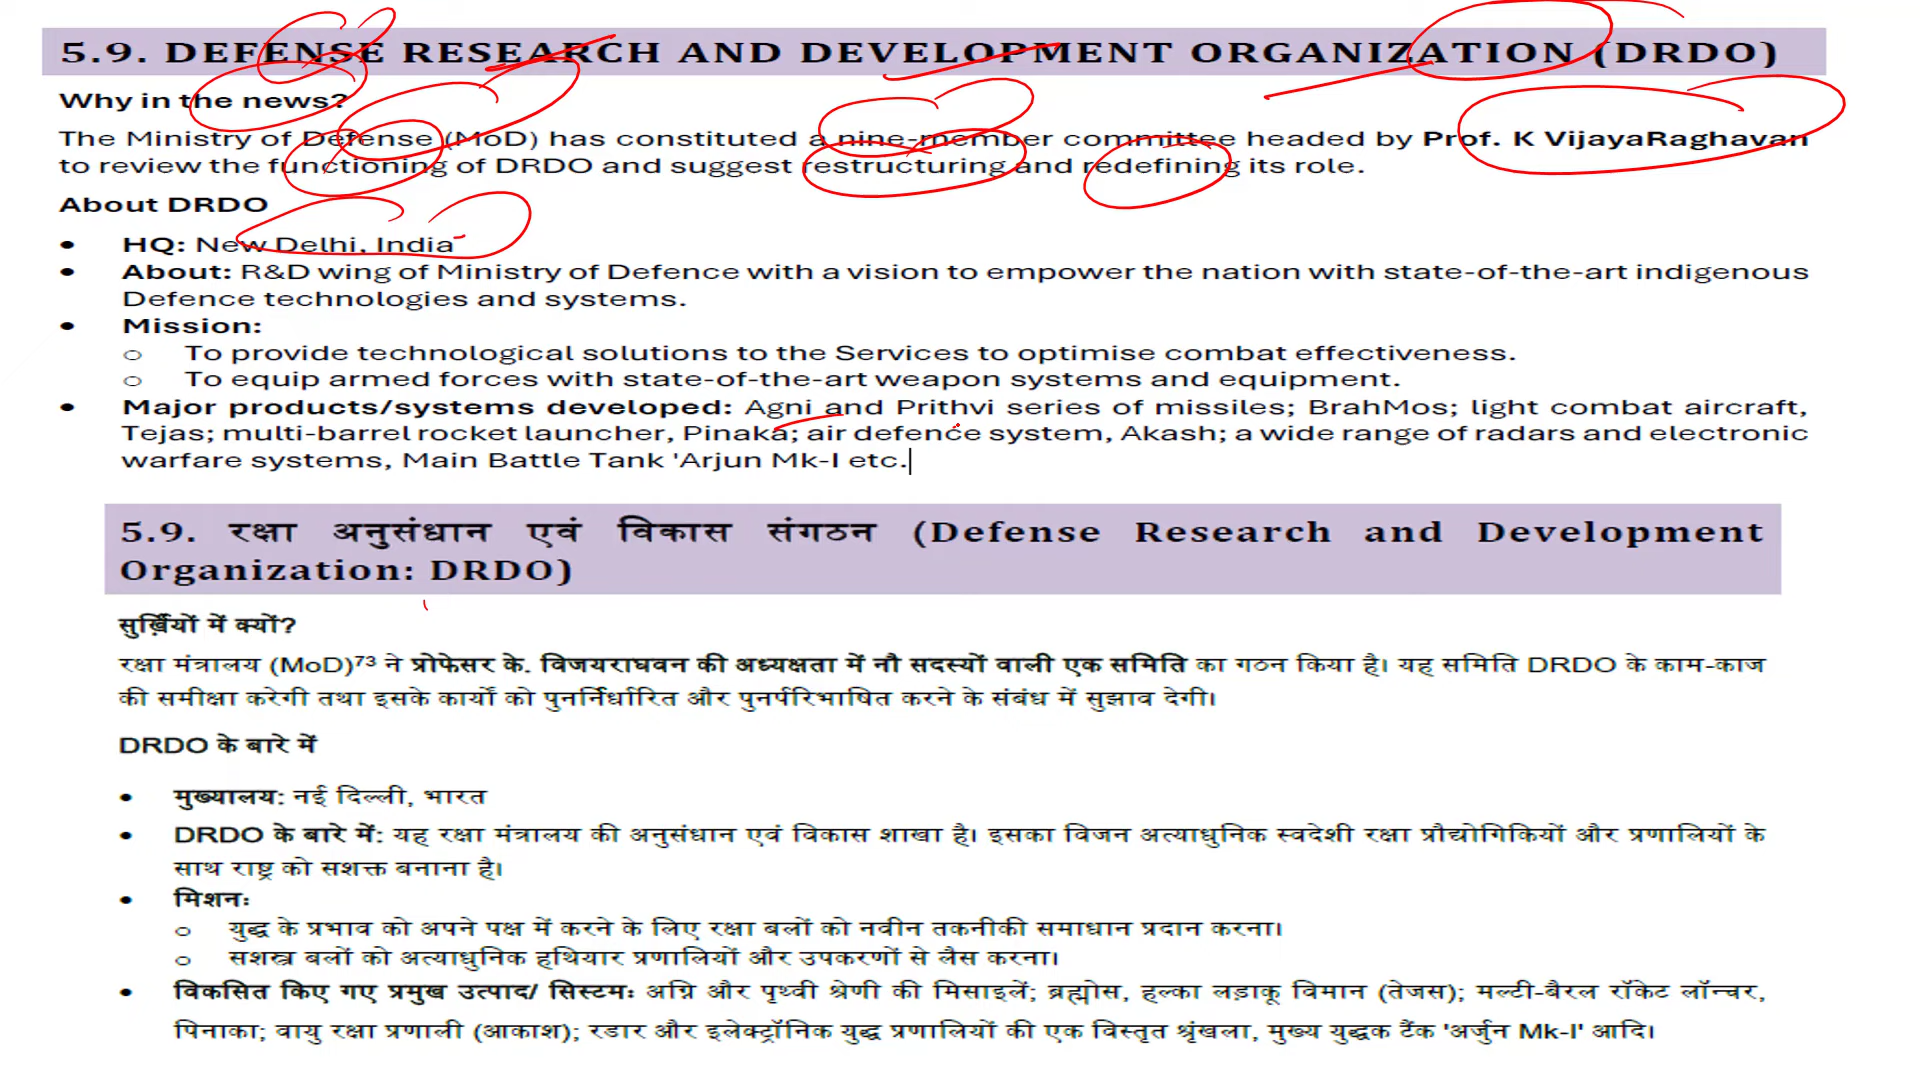 5.9. DEFENSE RESEARCH AND DEVELOPMENT ORGANIZATION (DRDO)
Why in the news?
The Ministry of Defense (MoD) has constituted a nine-member committee headed by Prof. K VijayaRaghavan
to review the functioning of DRDO and suggest restructuring and redefining its role.
About DRDO
• HQ: New Delhi, India
• About: R&D wing of Ministry of Defence with a vision to empower the nation with state-of-the-art indigenous
Defence technologies and systems.
• Mission:
○ To provide technological solutions to the Services to optimise combat effectiveness.
○ To equip armed forces with state-of-the-art weapon systems and equipment.
• Major products/systems developed: Agni and Prithvi series of missiles; BrahMos; light combat aircraft,
Tejas; multi-barrel rocket launcher, Pinaka; air defence system, Akash; a wide range of radars and electronic
warfare systems, Main Battle Tank 'Arjun Mk-I etc.
5.9. रक्षा अनुसंधान एवं विकास संगठन (Defense Research and Development
Organization: DRDO)
सुर्ख़ियों में क्यों?
रक्षा मंत्रालय (MoD)⁷³ ने प्रोफेसर के. विजयराघवन की अध्यक्षता में नौ सदस्यों वाली एक समिति का गठन किया है। यह समिति DRDO के काम-काज
की समीक्षा करेगी तथा इसके कार्यों को पुनर्निर्धारित और पुनर्परिभाषित करने के संबंध में सुझाव देगी।
DRDO के बारे में
• मुख्यालय: नई दिल्ली, भारत
• DRDO के बारे में: यह रक्षा मंत्रालय की अनुसंधान एवं विकास शाखा है। इसका विजन अत्याधुनिक स्वदेशी रक्षा प्रौद्योगिकियों और प्रणालियों के
साथ राष्ट्र को सशक्त बनाना है।
• मिशन:
○ युद्ध के प्रभाव को अपने पक्ष में करने के लिए रक्षा बलों को नवीन तकनीकी समाधान प्रदान करना।
○ सशस्त्र बलों को अत्याधुनिक हथियार प्रणालियों और उपकरणों से लैस करना।
• विकसित किए गए प्रमुख उत्पाद/ सिस्टम: अग्नि और पृथ्वी श्रेणी की मिसाइलें; ब्रह्मोस, हल्का लड़ाकू विमान (तेजस); मल्टी-बैरल रॉकेट लॉन्चर,
पिनाका; वायु रक्षा प्रणाली (आकाश); रडार और इलेक्ट्रॉनिक युद्ध प्रणालियों की एक विस्तृत श्रृंखला, मुख्य युद्धक टैंक 'अर्जुन Mk-I' आदि।